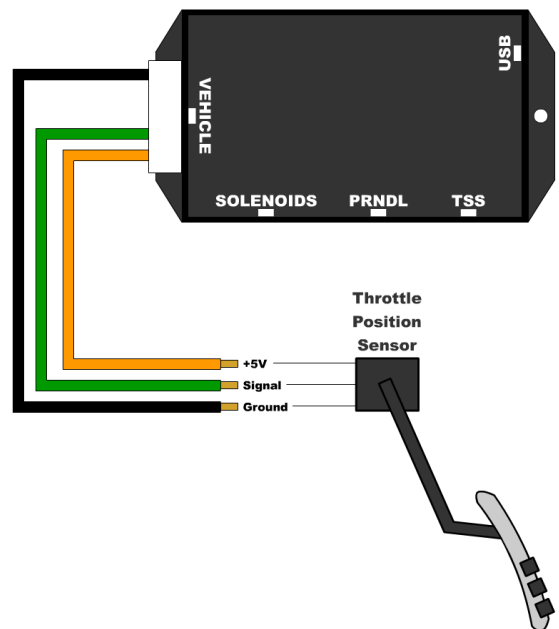 USB
VEHICLE
SOLENOIDS PRNDL TSS
Throttle
Position
Sensor
+5V
Signal
Ground